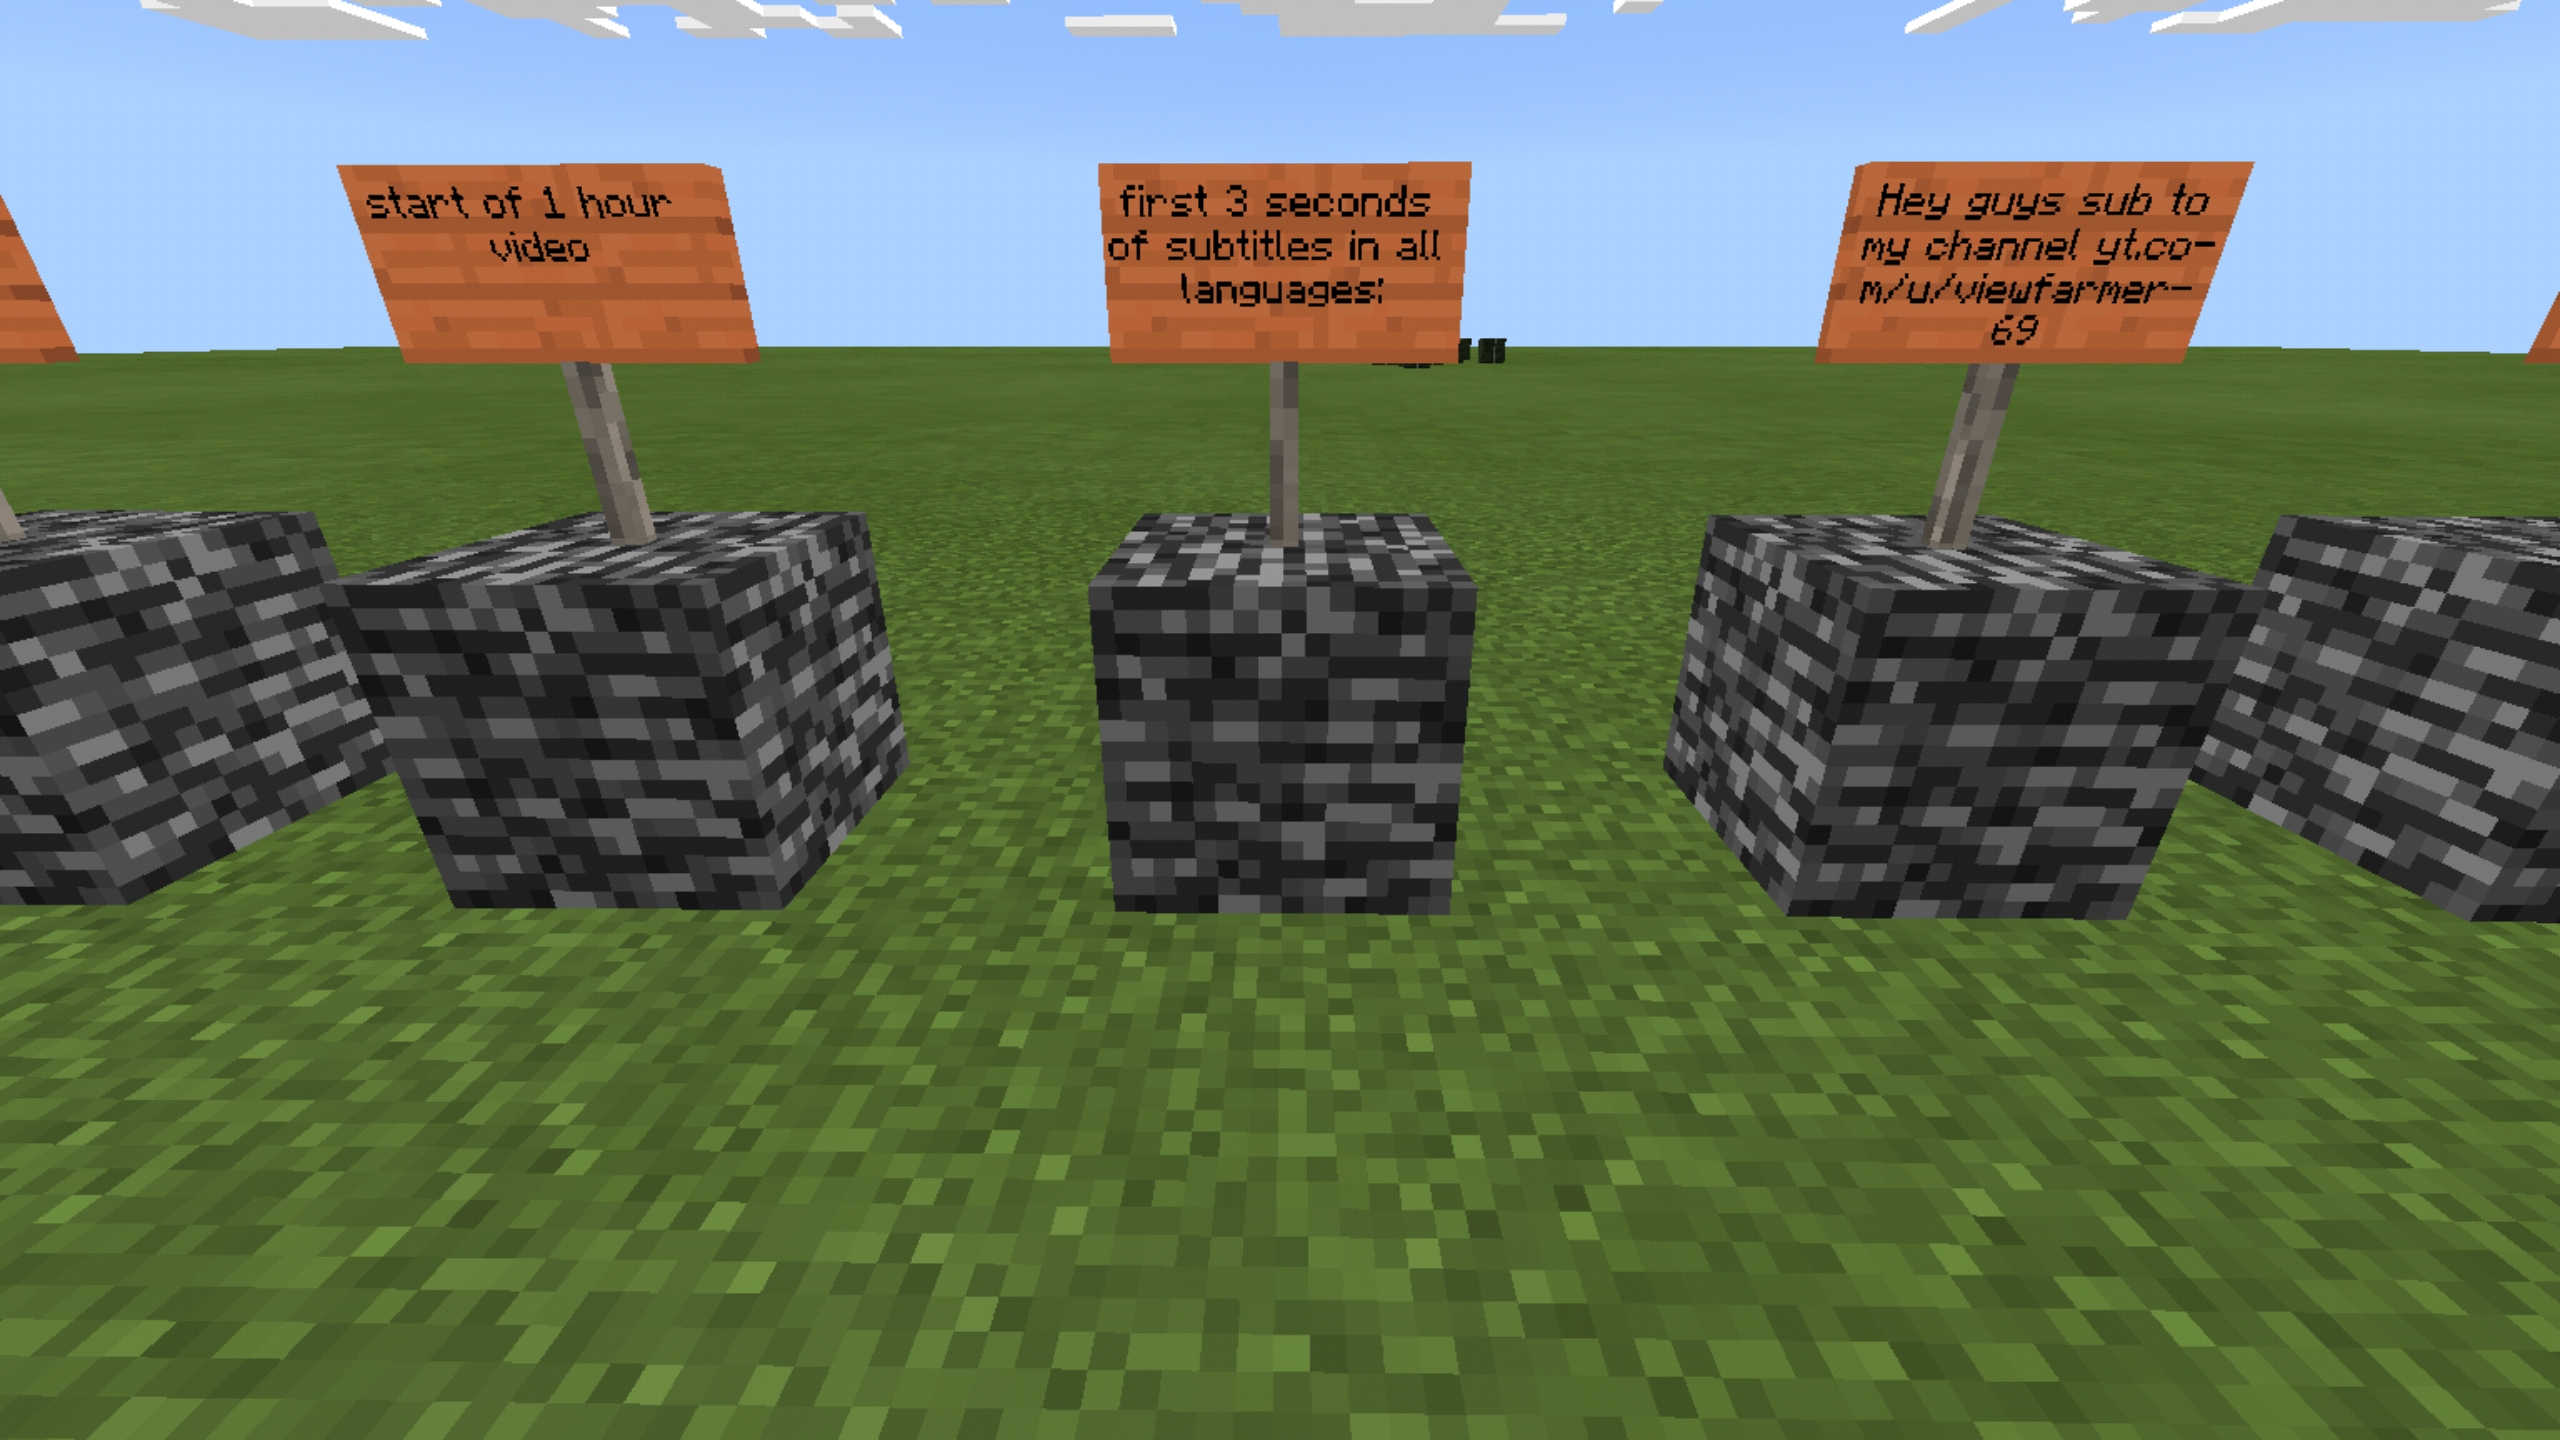 start of 1 hour
video
first 3 seconds
of subtitles in all
languages:
Hey guys sub to
my channel yt.co-
m/u/viewfarmer-
69